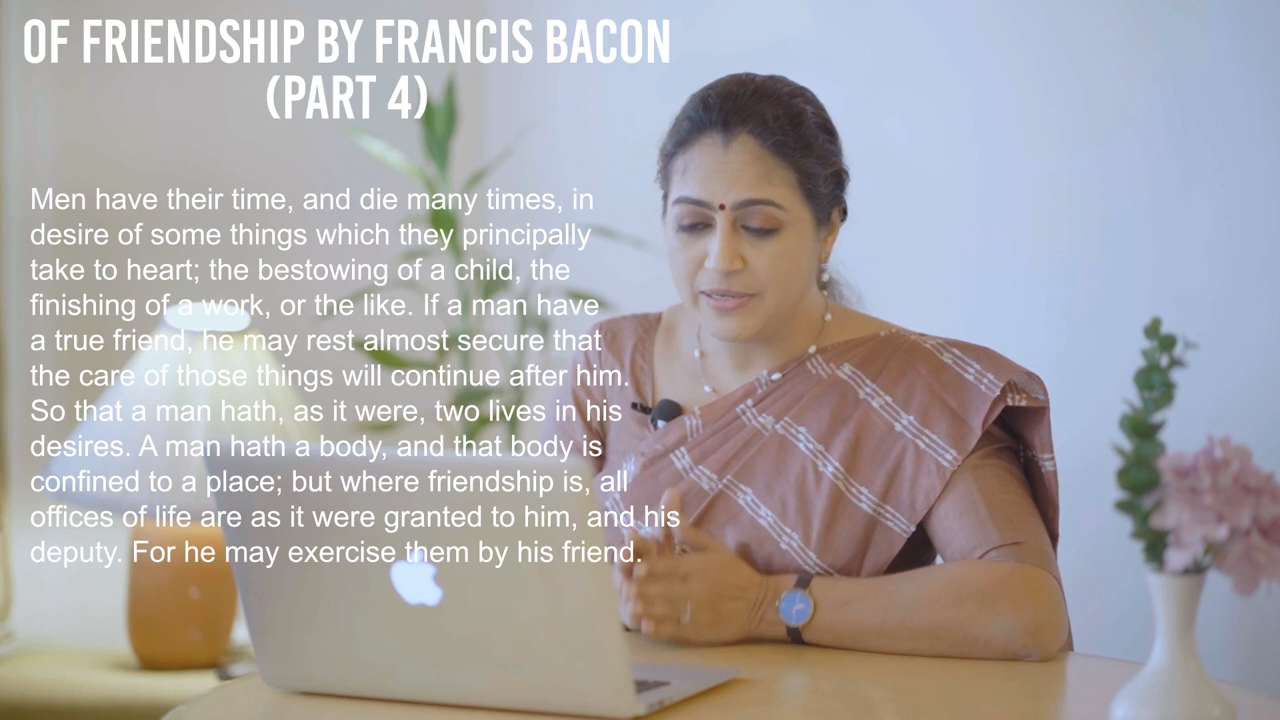 OF FRIENDSHIP BY FRANCIS BACON
(PART 4)
Men have their time, and die many times, in
desire of some things which they principally
take to heart; the bestowing of a child, the
finishing of a work, or the like. If a man have
a true friend, he may rest almost secure that
the care of those things will continue after him.
So that a man hath, as it were, two lives in his
desires. A man hath a body, and that body is
confined to a place; but where friendship is, all
offices of life are as it were granted to him, and his
deputy. For he may exercise them by his friend.